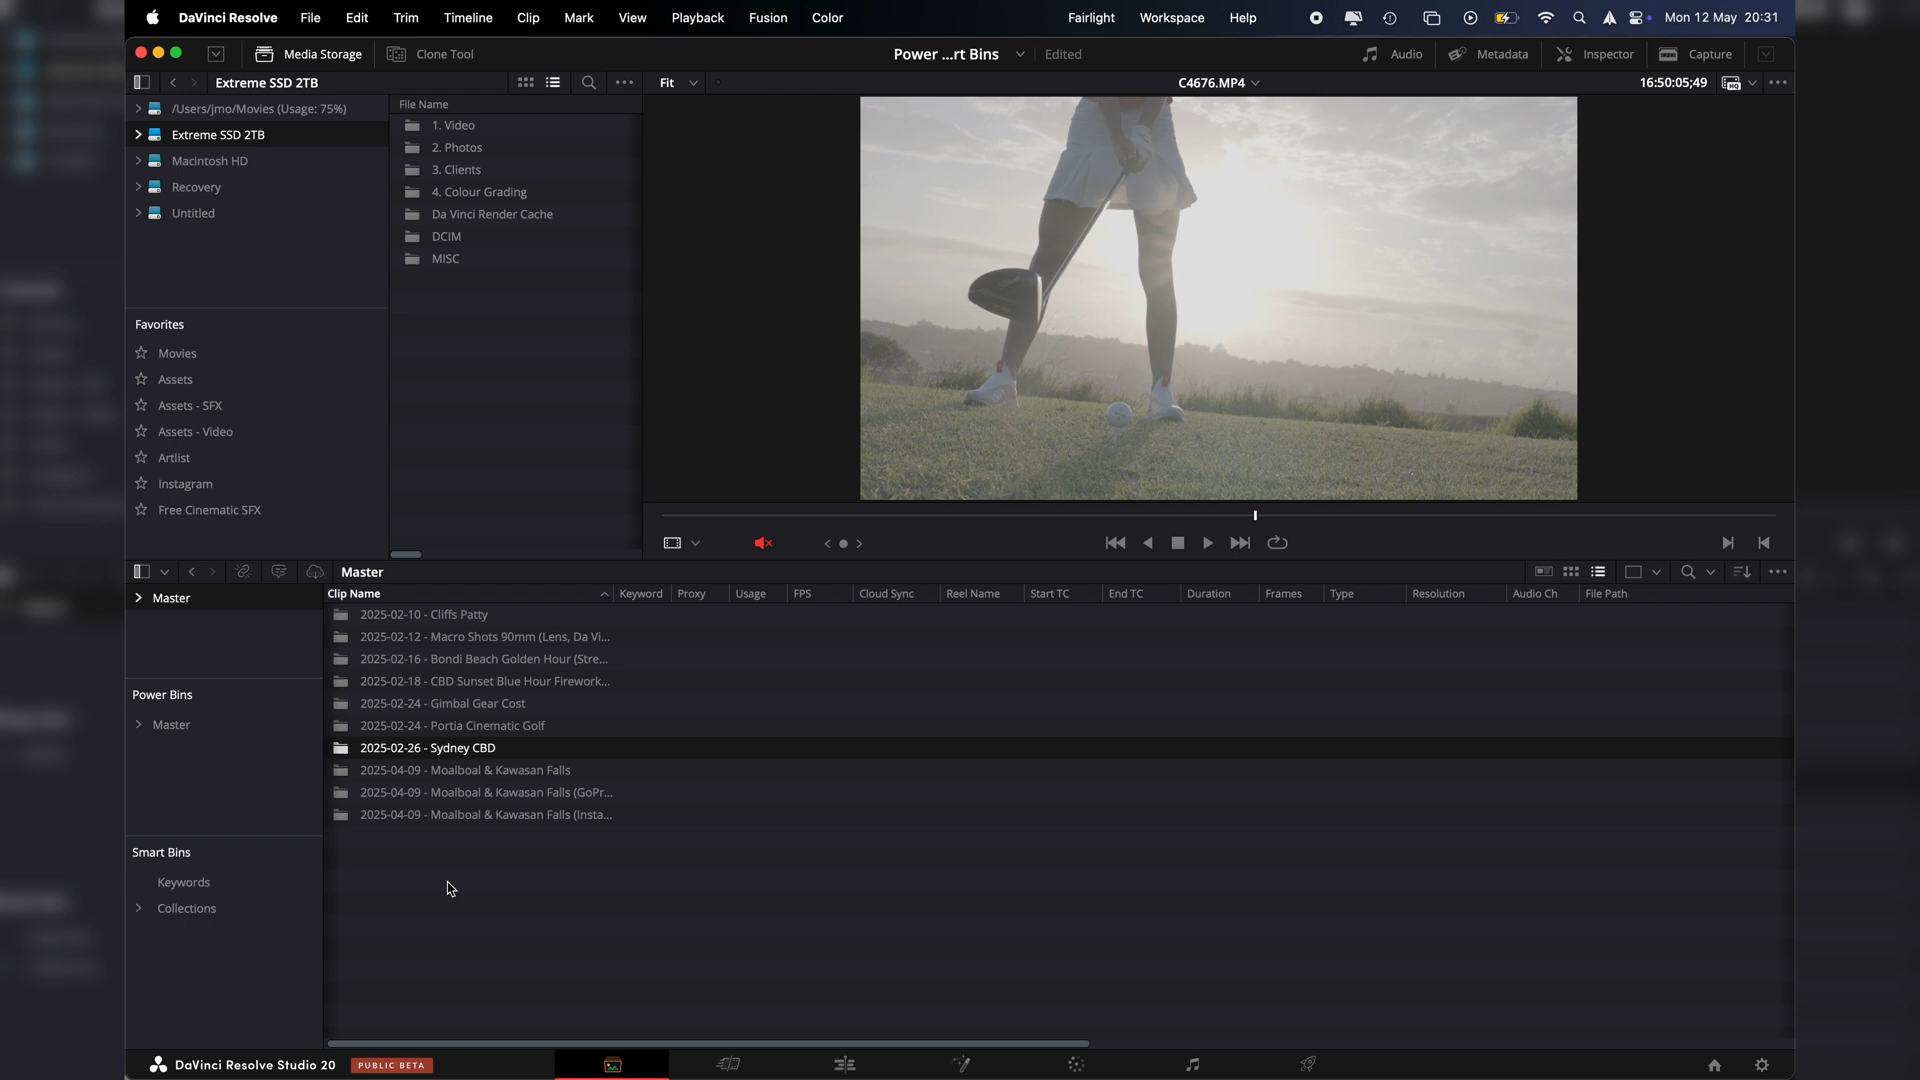 DaVinci Resolve File Edit Trim Timeline Clip Mark View Playback Fusion Color Fairlight Workspace Help Mon 12 May 20:31
Media Storage Clone Tool Power ...rt Bins Edited Audio Metadata Inspector Capture
Extreme SSD 2TB Fit C4676.MP4 16:50:05;49 HQ
/Users/jmo/Movies (Usage: 75%)
Extreme SSD 2TB
Macintosh HD
Recovery
Untitled
File Name
1. Video
2. Photos
3. Clients
4. Colour Grading
Da Vinci Render Cache
DCIM
MISC
Favorites
Movies
Assets
Assets - SFX
Assets - Video
Artlist
Instagram
Free Cinematic SFX
Master
Master
Power Bins
Master
Smart Bins
Keywords
Collections
Clip Name Keyword Proxy Usage FPS Cloud Sync Reel Name Start TC End TC Duration Frames Type Resolution Audio Ch File Path
2025-02-10 - Cliffs Patty
2025-02-12 - Macro Shots 90mm (Lens, Da Vi...
2025-02-16 - Bondi Beach Golden Hour (Stre...
2025-02-18 - CBD Sunset Blue Hour Firework...
2025-02-24 - Gimbal Gear Cost
2025-02-24 - Portia Cinematic Golf
2025-02-26 - Sydney CBD
2025-04-09 - Moalboal & Kawasan Falls
2025-04-09 - Moalboal & Kawasan Falls (GoPr...
2025-04-09 - Moalboal & Kawasan Falls (Insta...
DaVinci Resolve Studio 20 PUBLIC BETA